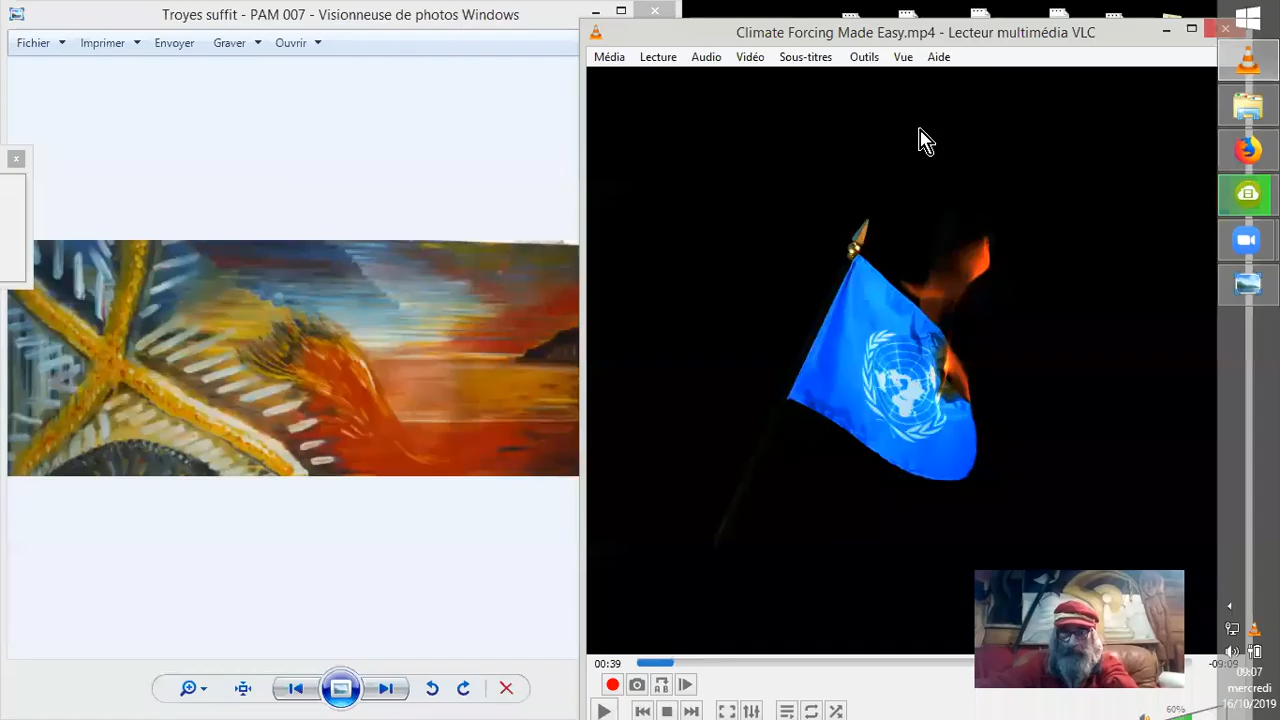 Troyes suffit - PAM 007 - Visionneuse de photos Windows
Fichier Imprimer Envoyer Graver Ouvrir
Climate Forcing Made Easy.mp4 - Lecteur multimédia VLC
Média Lecture Audio Vidéo Sous-titres Outils Vue Aide
00:39
-09:09
A B
60%
09:07
mercredi
16/10/2019